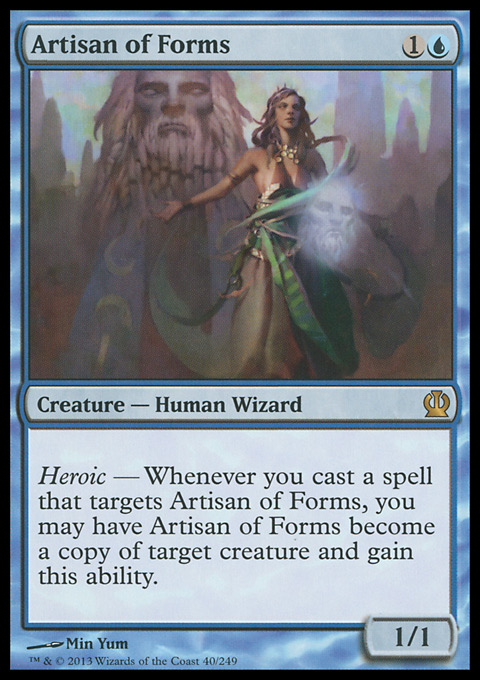 Artisan of Forms 1
Creature — Human Wizard
Heroic — Whenever you cast a spell
that targets Artisan of Forms, you
may have Artisan of Forms become
a copy of target creature and gain
this ability.
1/1
Min Yum
™ & © 2013 Wizards of the Coast 40/249